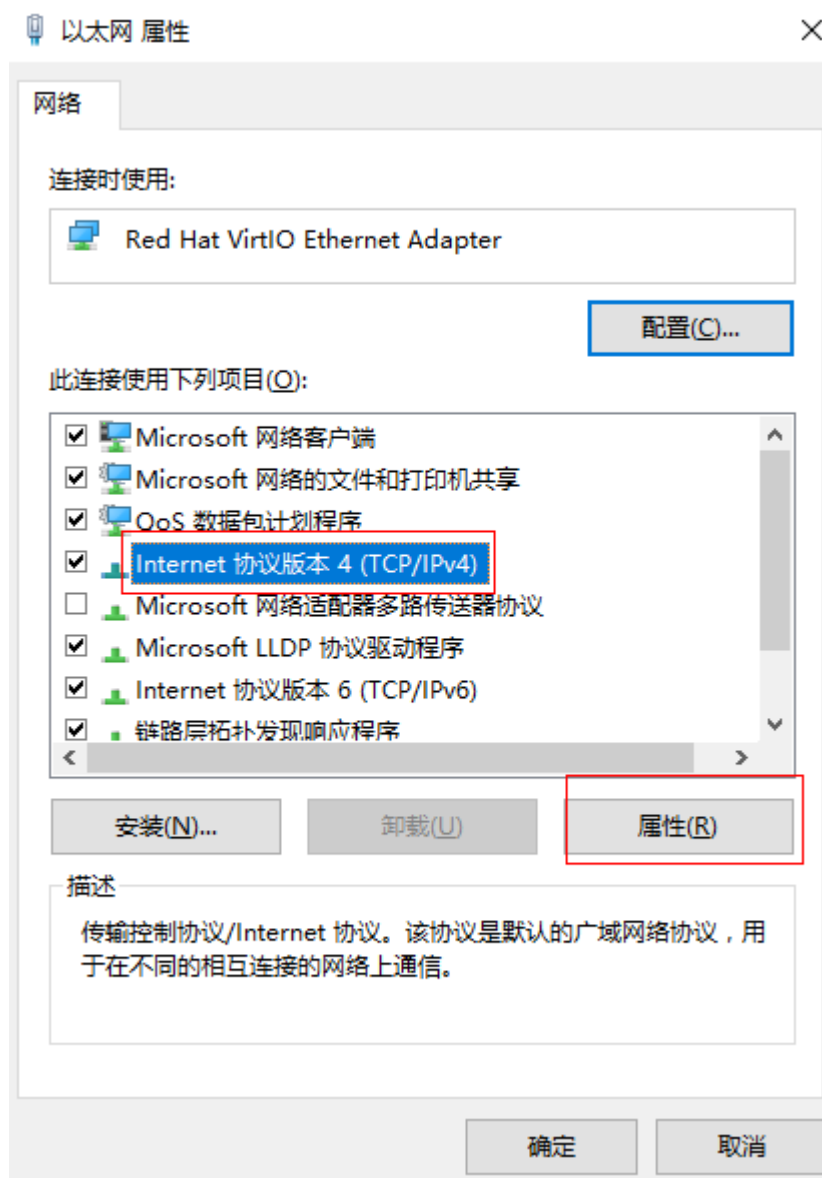 以太网 属性
网络
连接时使用:
Red Hat VirtIO Ethernet Adapter
配置(C)...
此连接使用下列项目(O):
Microsoft 网络客户端
Microsoft 网络的文件和打印机共享
QoS 数据包计划程序
Internet 协议版本 4 (TCP/IPv4)
Microsoft 网络适配器多路传送器协议
Microsoft LLDP 协议驱动程序
Internet 协议版本 6 (TCP/IPv6)
链路层拓扑发现响应程序
安装(N)...
卸载(U)
属性(R)
描述
传输控制协议/Internet 协议。该协议是默认的广域网络协议，用
于在不同的相互连接的网络上通信。
确定
取消